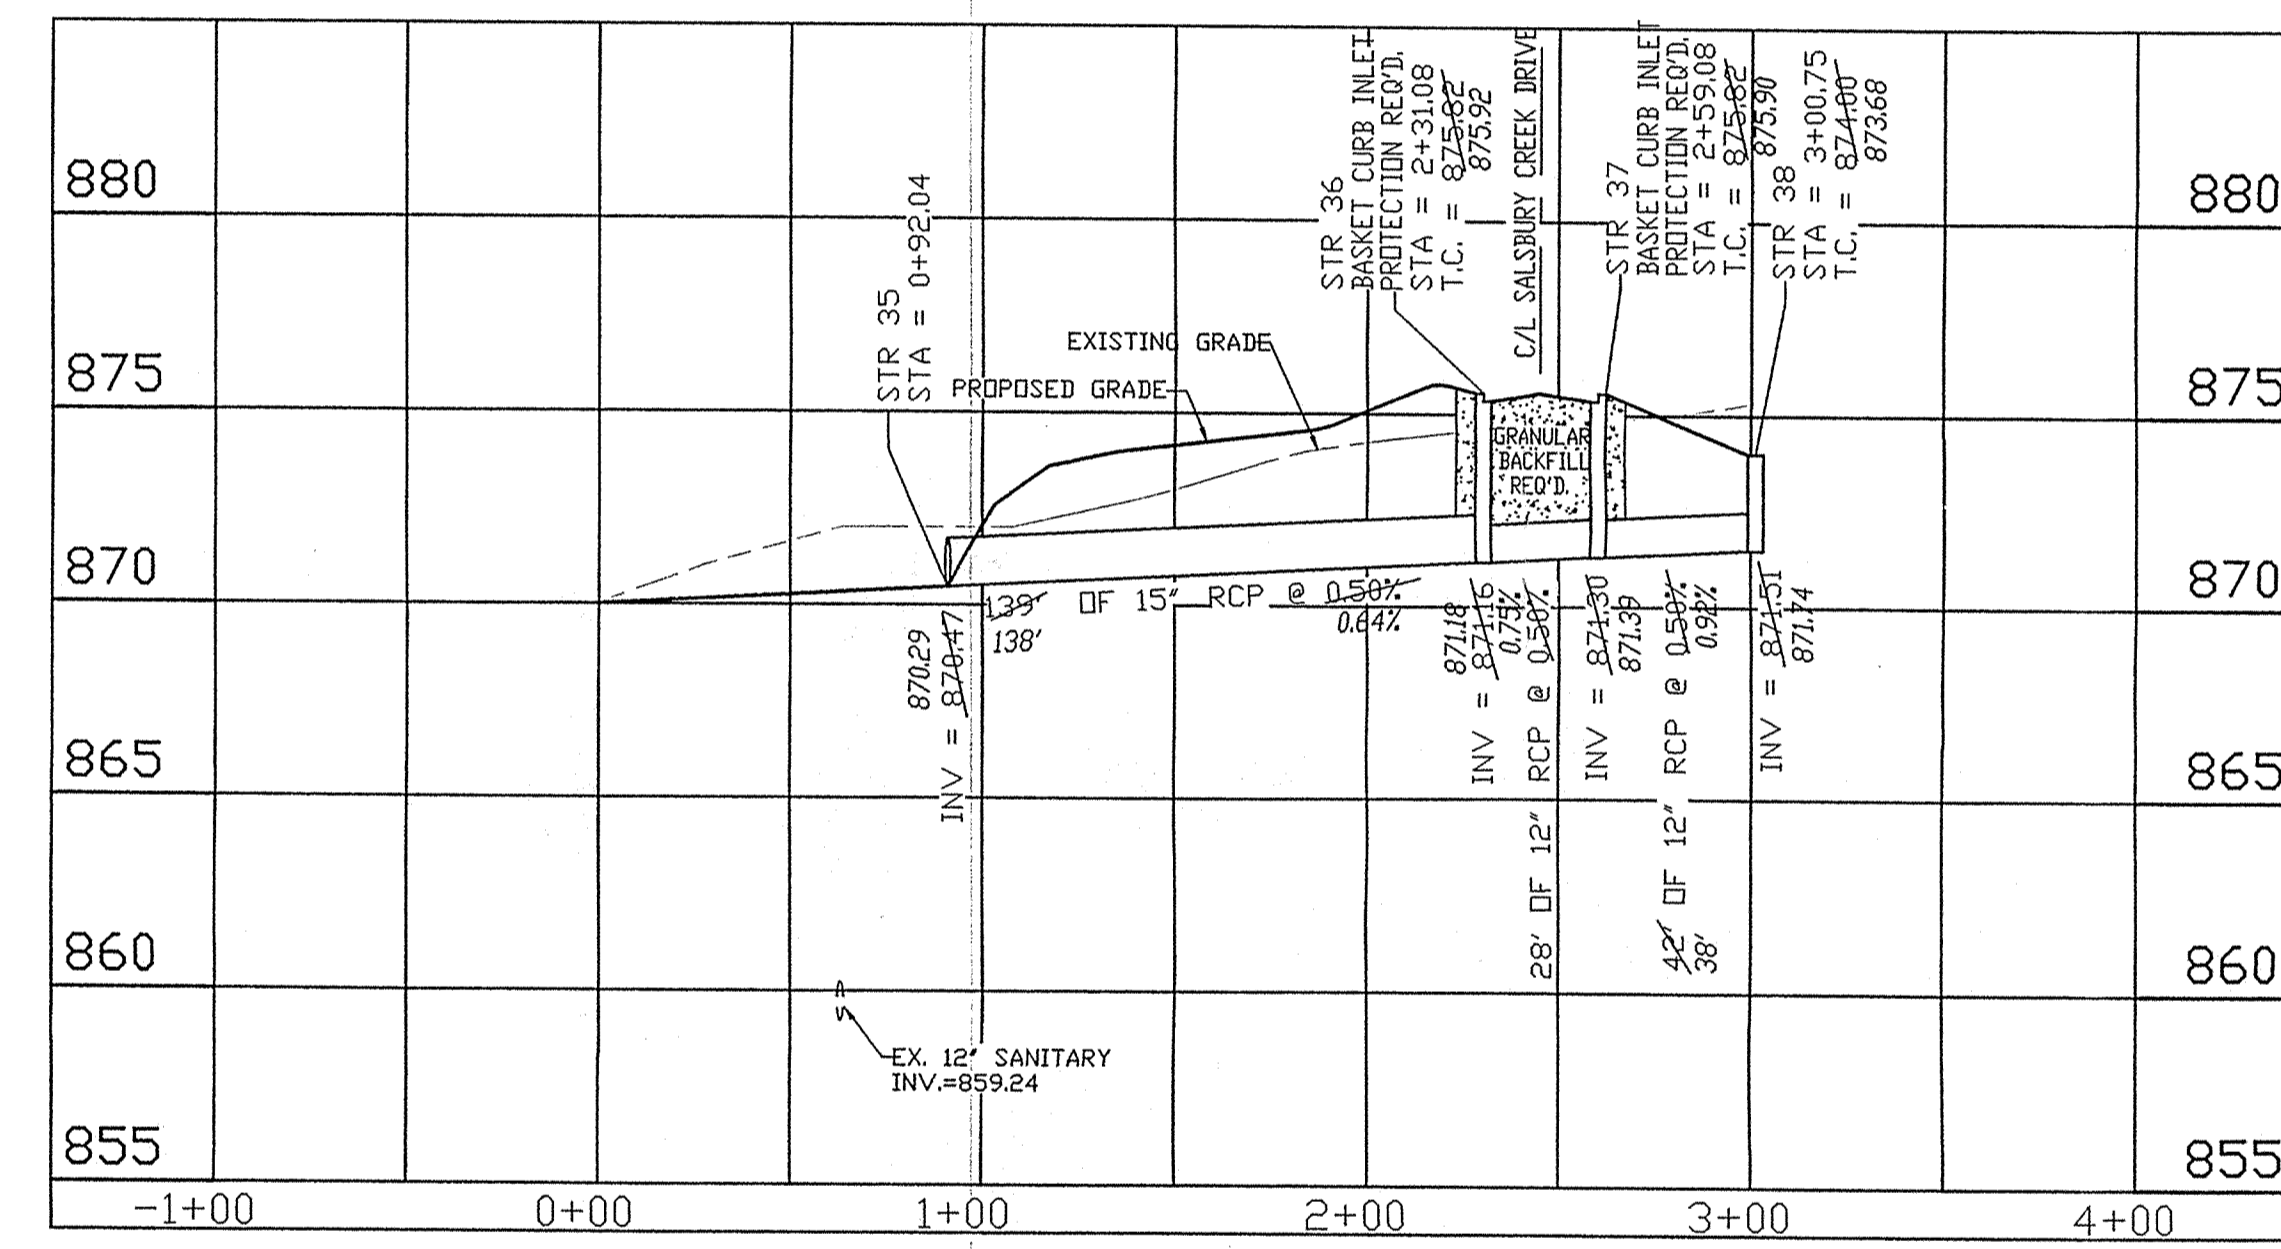 880
875
870
865
860
855
880
875
870
865
860
855
-1+00
0+00
1+00
2+00
3+00
4+00
STR 35
STA = 0+92.04
PROPOSED GRADE
EXISTING GRADE
STR 36
BASKET CURB INLET
PROTECTION REQ'D.
STA = 2+31.08
T.C. = 875.82
875.92
C/L SALSBURY CREEK DRIVE
STR 37
BASKET CURB INLET
PROTECTION REQ'D.
STA = 2+59.08
T.C. = 875.82
875.90
STR 38
STA = 3+00.75
T.C. = 874.00
873.68
GRANULAR
BACKFILL
REQ'D.
870.29
INV = 870.47
139' OF 15" RCP @ 0.50%
138'
0.64%
871.18
INV = 871.16
0.75%
28' OF 12" RCP @ 0.50%
INV = 871.30
871.39
42' OF 12" RCP @ 0.50%
38'
0.92%
INV = 871.51
871.74
EX. 12" SANITARY
INV.=859.24